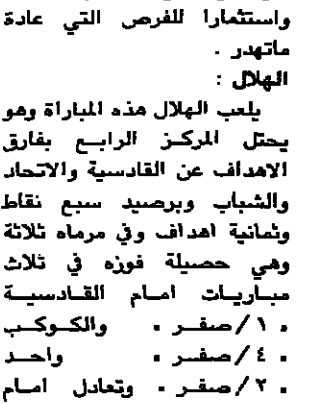 واستثمارا للفرص التي عادة
ماتهدر .
الهلال :
يلعب الهلال هذه المباراة وهو
يحتل المركز الرابع بفارق
الاهداف عن القادسية والاتحاد
والشباب وبرصيد سبع نقاط
وثمانية اهداف وفي مرماه ثلاثة
وهي حصيلة فوزه في ثلاث
مباريات امام القادسية
. ١/صفر . والكوكب
. ٤/صفر . واحد
. ٢/صفر . وتعادل امام